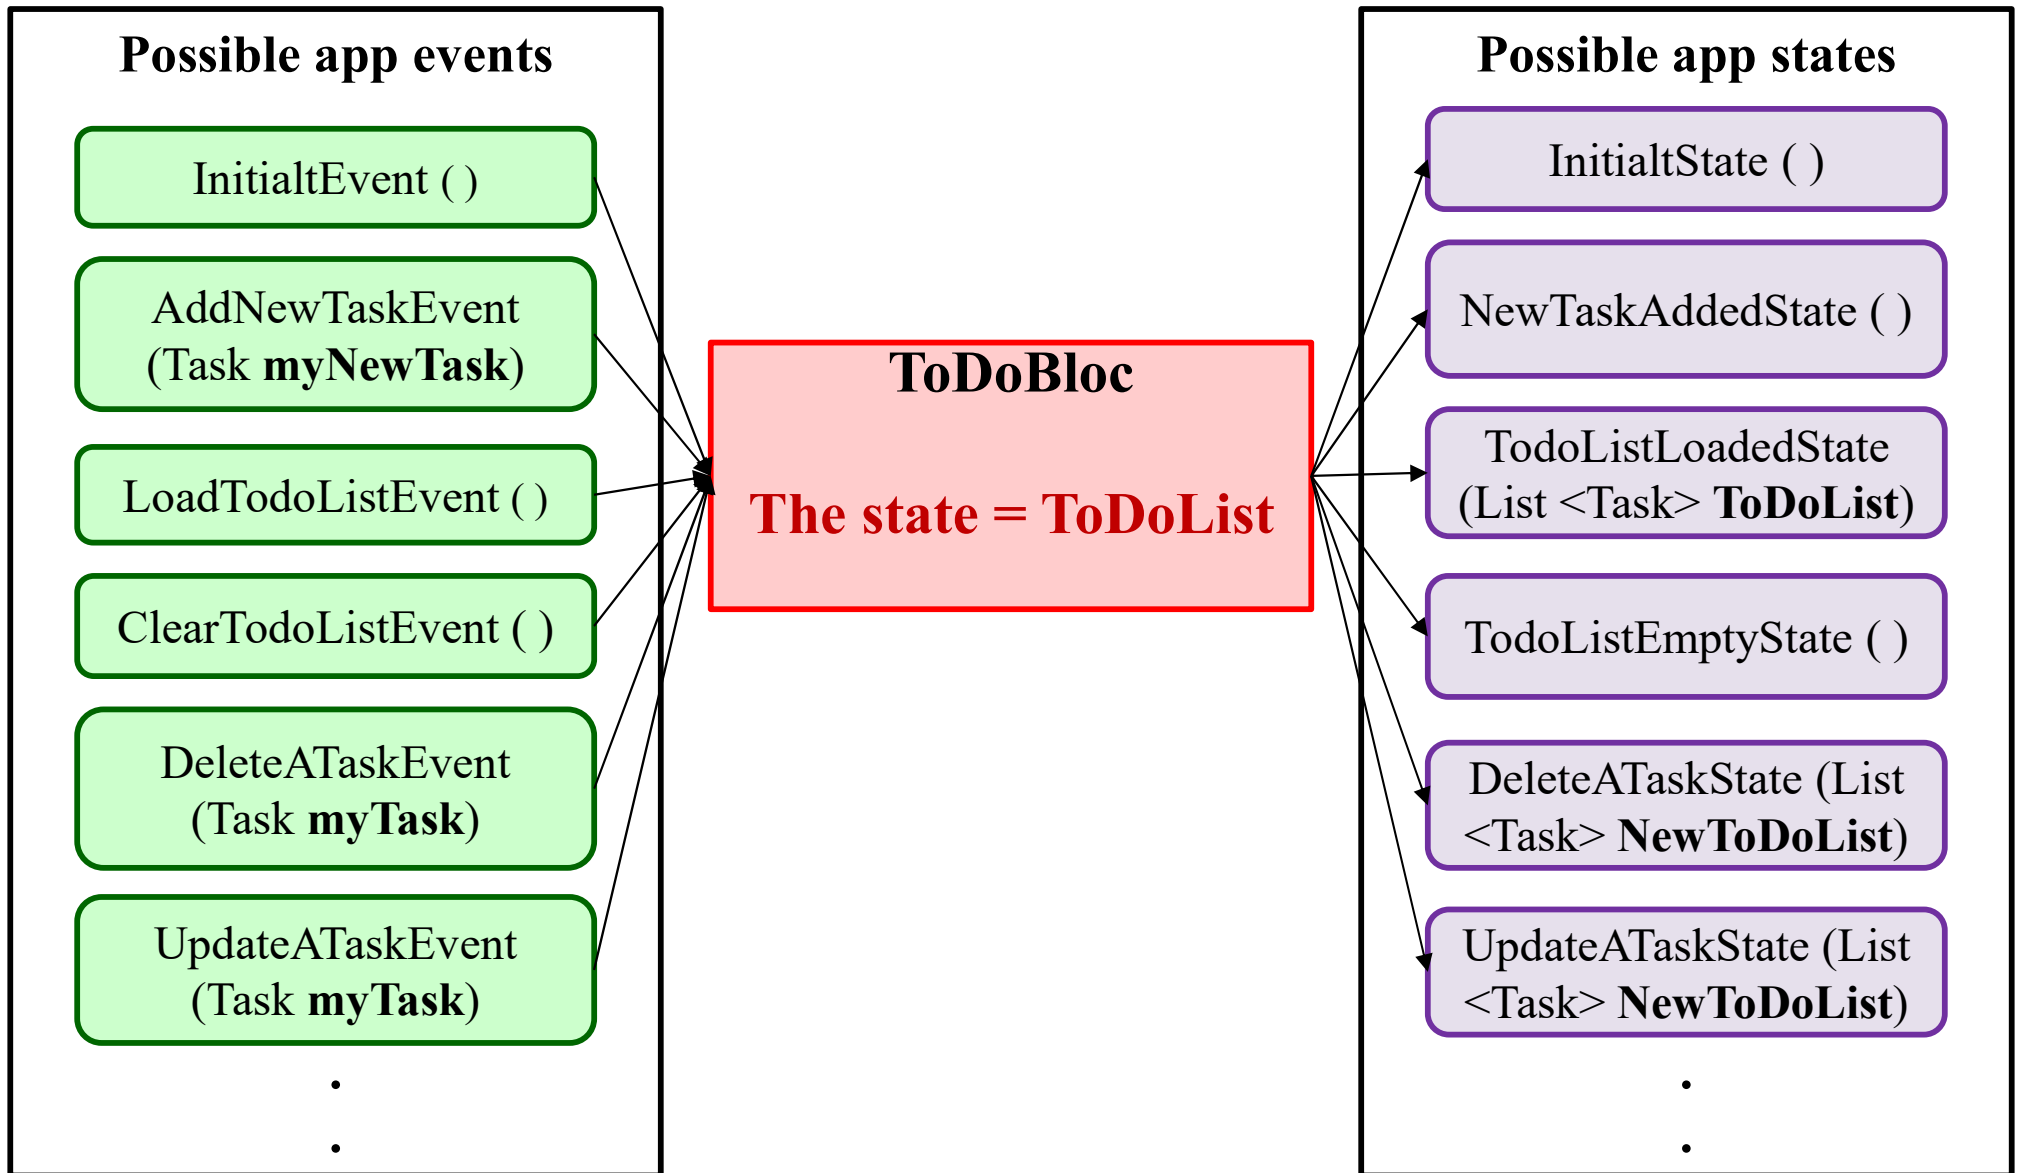 Possible app events
InitialtEvent ( )
AddNewTaskEvent
(Task myNewTask)
LoadTodoListEvent ( )
ClearTodoListEvent ( )
DeleteATaskEvent
(Task myTask)
UpdateATaskEvent
(Task myTask)
.
.
ToDoBloc
The state = ToDoList
Possible app states
InitialtState ( )
NewTaskAddedState ( )
TodoListLoadedState
(List <Task> ToDoList)
TodoListEmptyState ( )
DeleteATaskState (List
<Task> NewToDoList)
UpdateATaskState (List
<Task> NewToDoList)
.
.